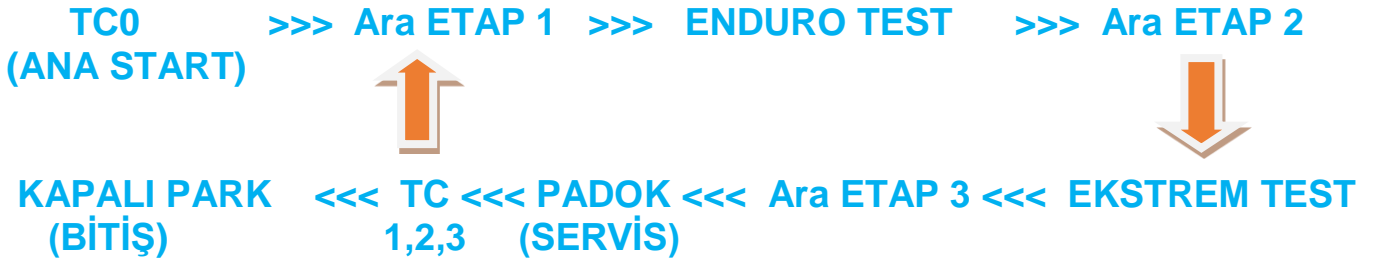 TC0 >>> Ara ETAP 1 >>> ENDURO TEST >>> Ara ETAP 2
(ANA START)
KAPALI PARK <<< TC <<< PADOK <<< Ara ETAP 3 <<< EKSTREM TEST
(BİTİŞ) 1,2,3 (SERVİS)